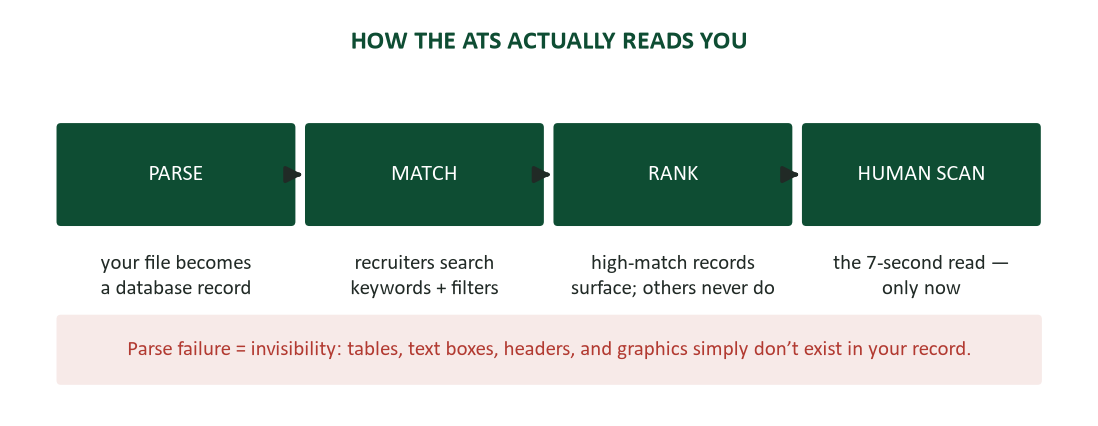 HOW THE ATS ACTUALLY READS YOU
PARSE
MATCH
RANK
HUMAN SCAN
your file becomes
a database record
recruiters search
keywords + filters
high-match records
surface; others never do
the 7-second read —
only now
Parse failure = invisibility: tables, text boxes, headers, and graphics simply don’t exist in your record.